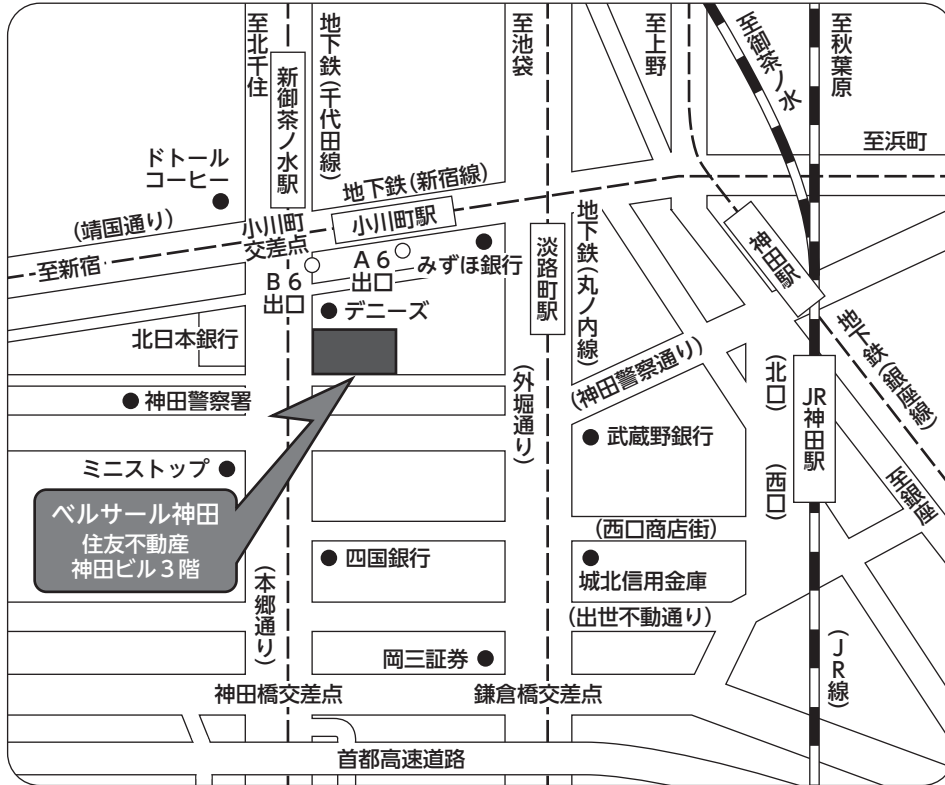 至北千住
地下鉄(千代田線)
至池袋
至上野
至御茶ノ水
至秋葉原
新御茶ノ水駅
至浜町
ドトール
コーヒー
地下鉄(新宿線)
(靖国通り)
小川町
交差点
小川町駅
淡路町駅
地下鉄(丸ノ内線)
神田駅
至新宿
B6
出口
A6
出口
みずほ銀行
デニーズ
北日本銀行
地下鉄(銀座線)
(神田警察通り)
(外堀通り)
(北口)
JR神田駅
神田警察署
武蔵野銀行
ミニストップ
(西口)
至銀座
ベルサール神田
住友不動産
神田ビル3階
(西口商店街)
四国銀行
城北信用金庫
(本郷通り)
(出世不動通り)
岡三証券
(JR線)
神田橋交差点
鎌倉橋交差点
首都高速道路